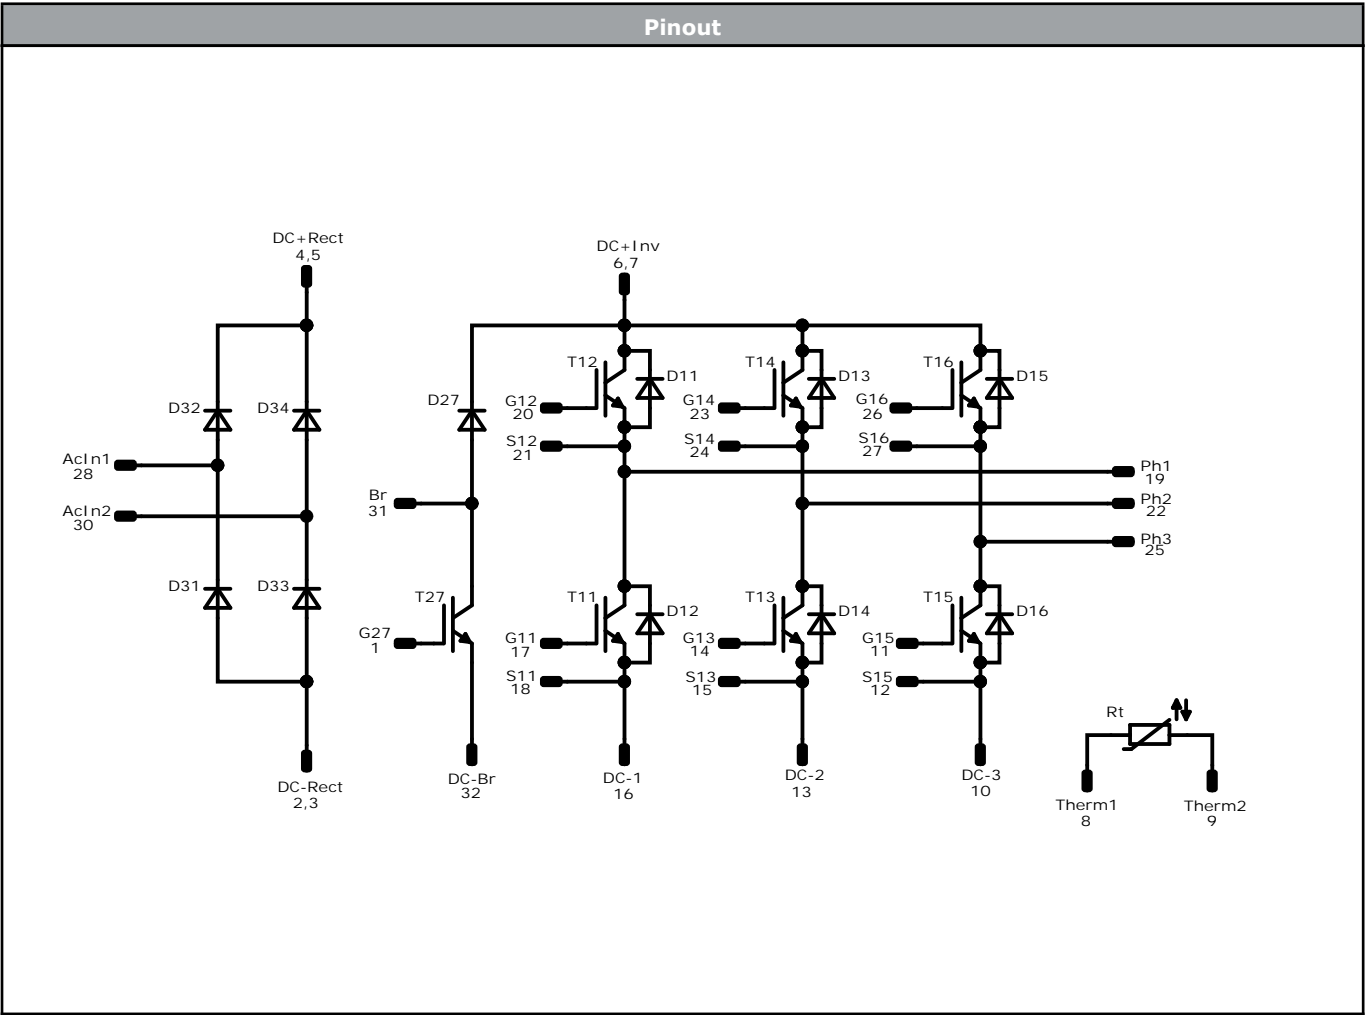 Pinout
DC+Rect
4,5
DC+Inv
6,7
T12
D11
T14
D13
T16
D15
D32
D34
D27
G12
20
G14
23
G16
26
S12
21
S14
24
S16
27
AcIn1
28
Ph1
19
Br
31
Ph2
22
AcIn2
30
Ph3
25
D31
D33
T27
T11
D12
T13
D14
T15
D16
G27
1
G11
17
G13
14
G15
11
S11
18
S13
15
S15
12
Rt
DC-Rect
2,3
DC-Br
32
DC-1
16
DC-2
13
DC-3
10
Therm1
8
Therm2
9